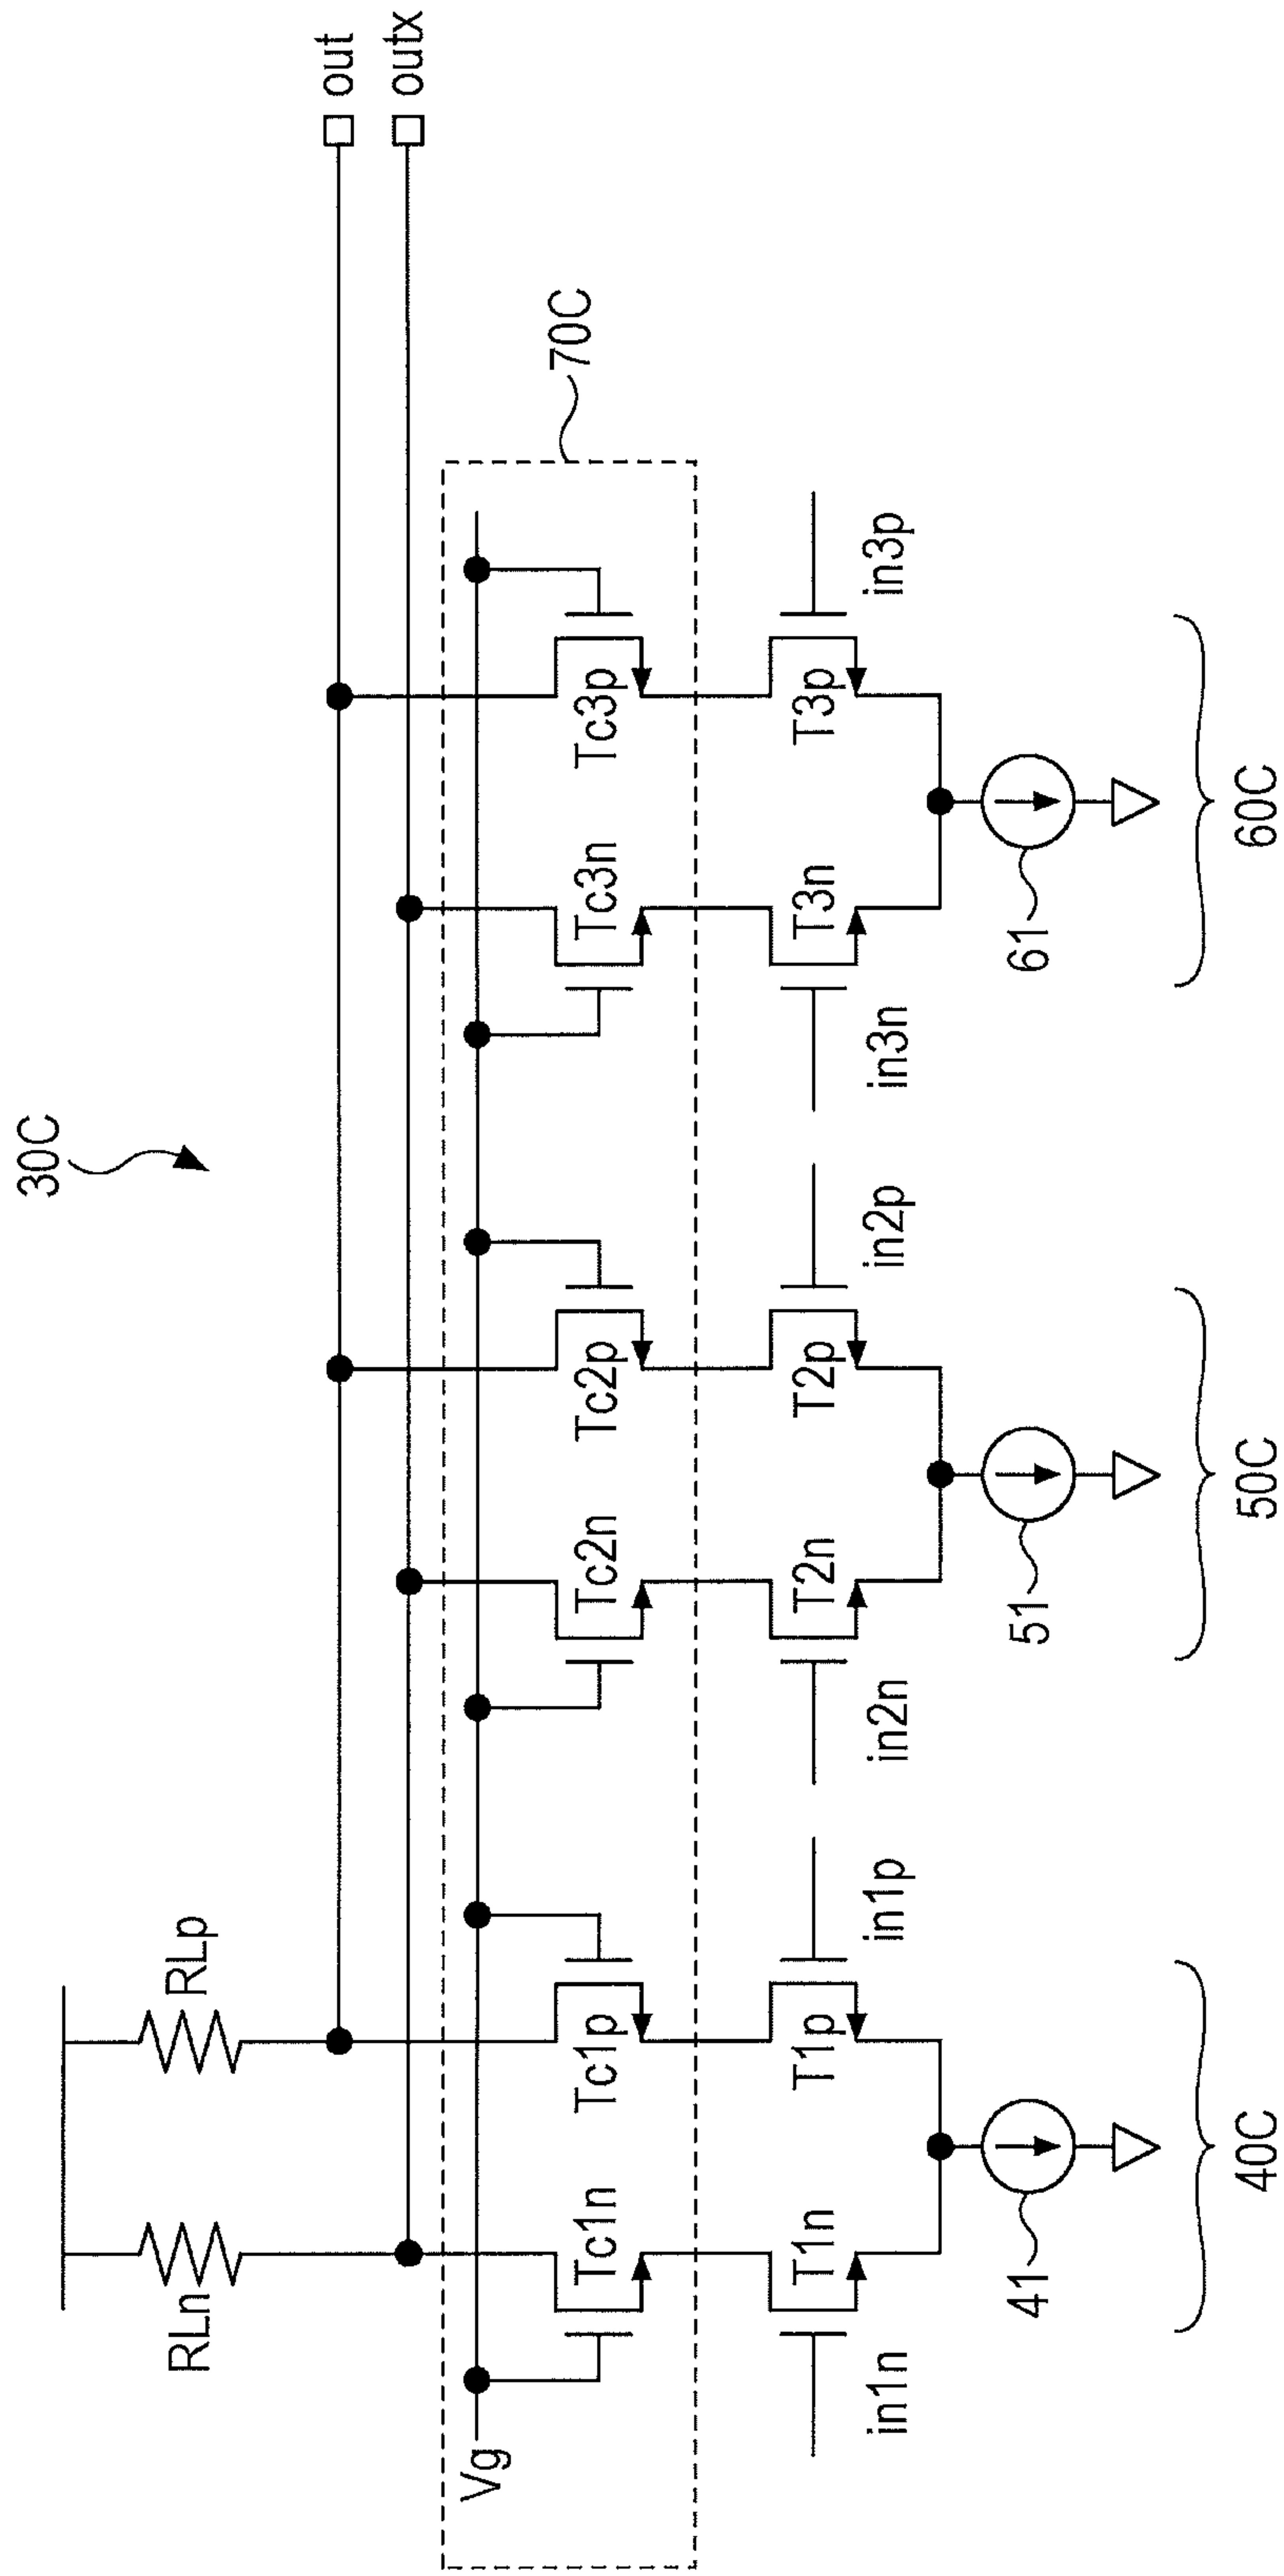 30C
RLn
RLp
out
outx
Vg
70C
Tc1n
Tc1p
Tc2n
Tc2p
Tc3n
Tc3p
T1n
T1p
T2n
T2p
T3n
T3p
in1n
in1p
in2n
in2p
in3n
in3p
41
51
61
40C
50C
60C